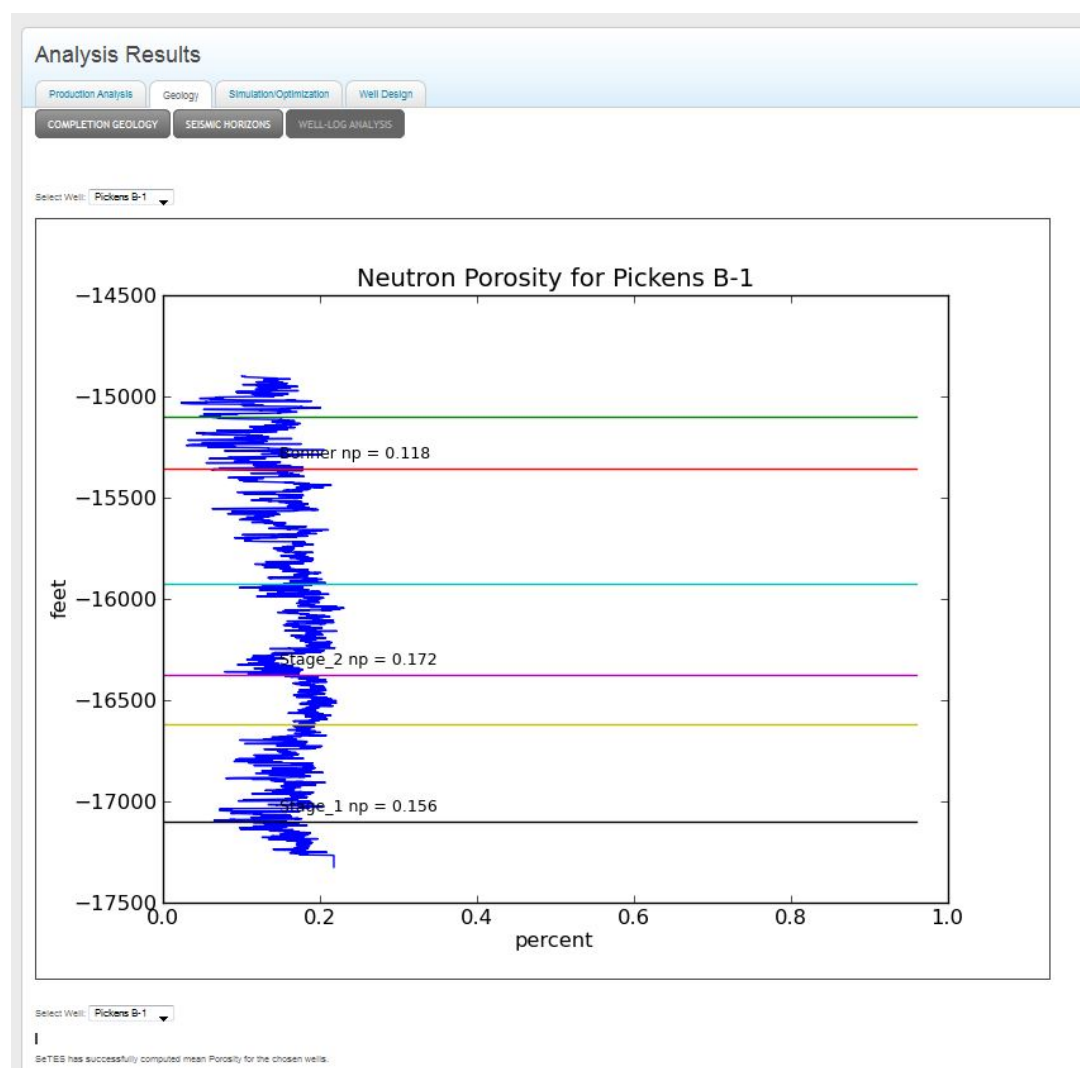 Analysis Results
Production Analysis Geology Simulation/Optimization Well Design
COMPLETION GEOLOGY SEISMIC HORIZONS WELL-LOG ANALYSIS
Select Well: Pickens B-1
Neutron Porosity for Pickens B-1
−14500
−15000
Bonner np = 0.118
−15500
feet
−16000
Stage_2 np = 0.172
−16500
−17000
Stage_1 np = 0.156
−17500
0.0 0.2 0.4 0.6 0.8 1.0
percent
Select Well: Pickens B-1
SeTES has successfully computed mean Porosity for the chosen wells.